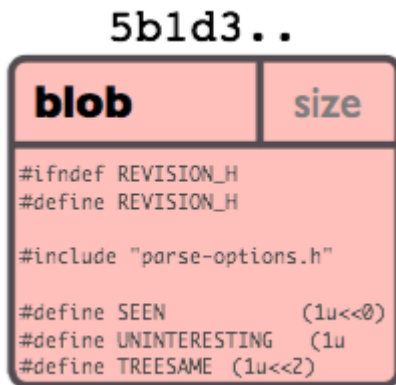 5b1d3..
blob size
#ifndef REVISION_H
#define REVISION_H
#include "parse-options.h"
#define SEEN (1u<<0)
#define UNINTERESTING (1u
#define TREESAME (1u<<2)